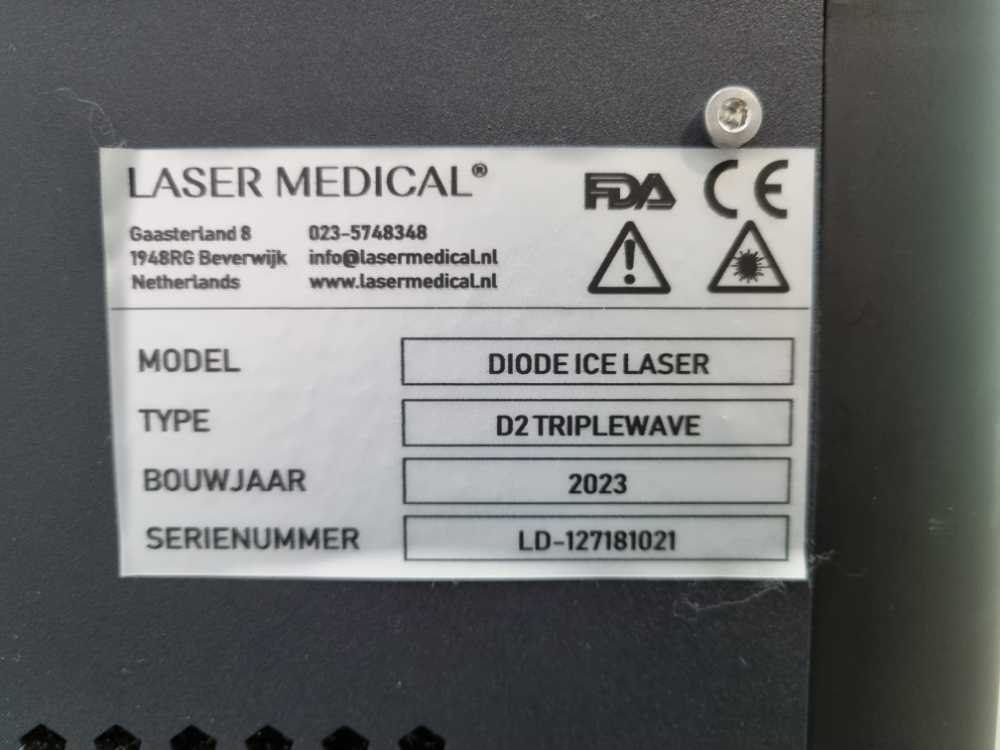 LASER MEDICAL®
FDA CE
Gaasterland 8 023-5748348
1948RG Beverwijk info@lasermedical.nl
Netherlands www.lasermedical.nl
MODEL DIODE ICE LASER
TYPE D2 TRIPLEWAVE
BOUWJAAR 2023
SERIENUMMER LD-127181021